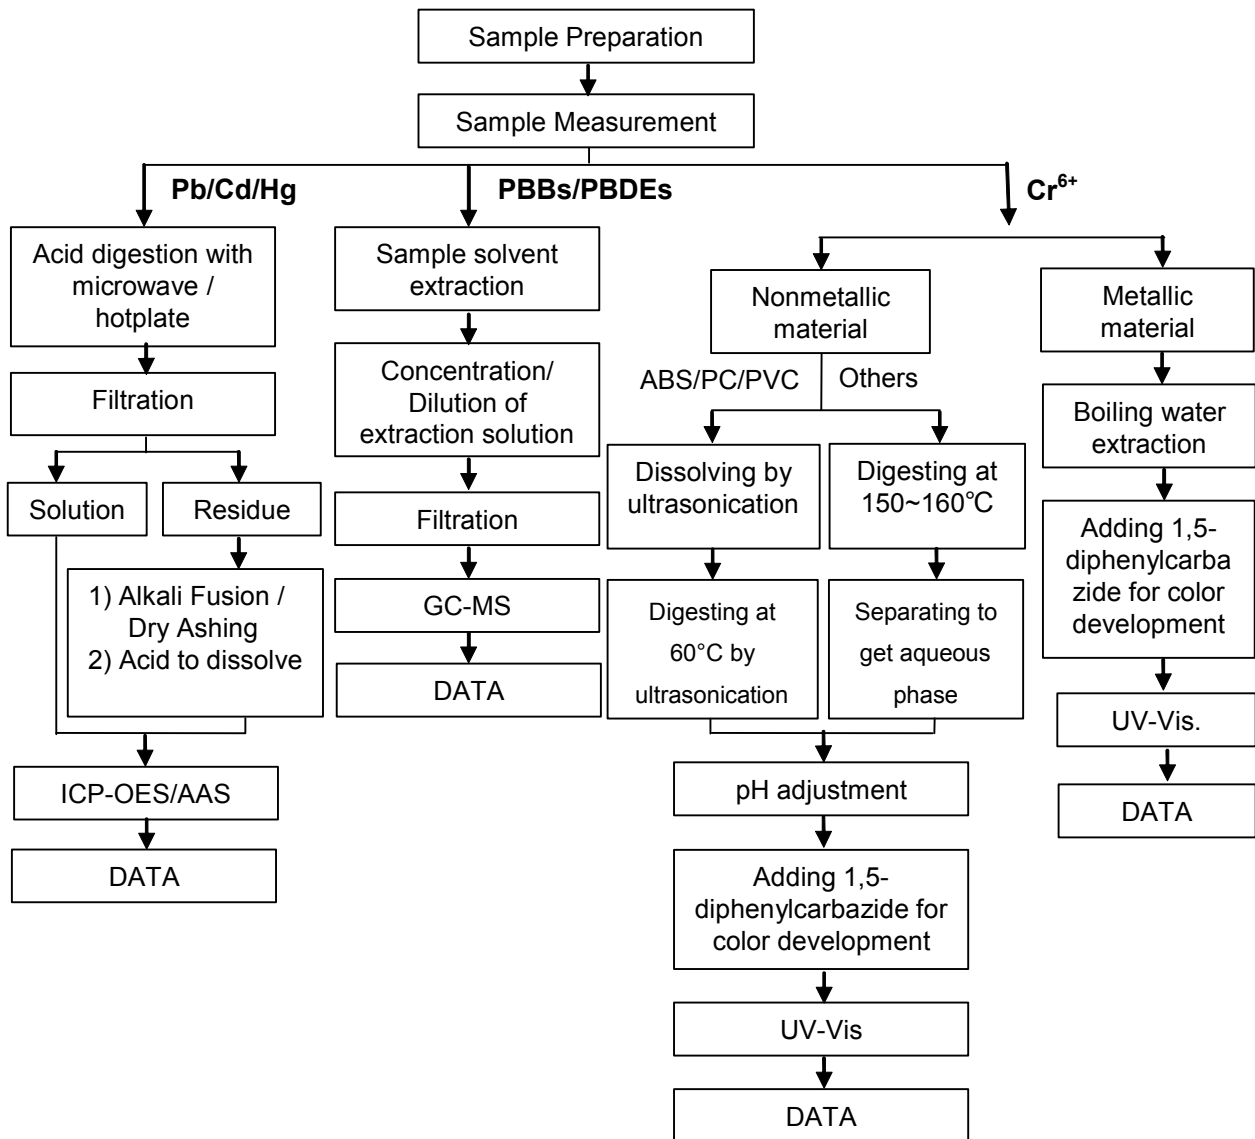 Sample Preparation
Sample Measurement
Pb/Cd/Hg
PBBs/PBDEs
Cr6+
Acid digestion with
microwave /
hotplate
Filtration
Solution
Residue
1) Alkali Fusion /
Dry Ashing
2) Acid to dissolve
ICP-OES/AAS
DATA
Sample solvent
extraction
Concentration/
Dilution of
extraction solution
Filtration
GC-MS
DATA
Nonmetallic
material
ABS/PC/PVC
Others
Dissolving by
ultrasonication
Digesting at
60°C by
ultrasonication
Digesting at
150~160℃
Separating to
get aqueous
phase
pH adjustment
Adding 1,5-
diphenylcarbazide for
color development
UV-Vis
DATA
Metallic
material
Boiling water
extraction
Adding 1,5-
diphenylcarba
zide for color
development
UV-Vis.
DATA